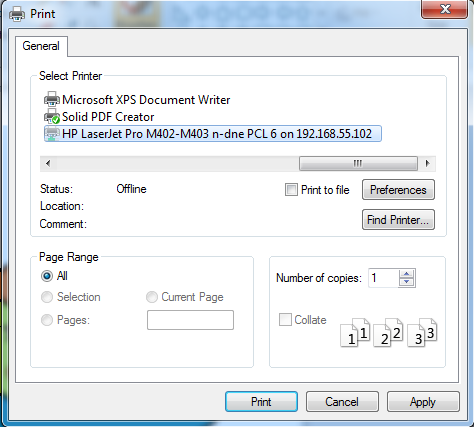 Print
General
Select Printer
Microsoft XPS Document Writer
Solid PDF Creator
HP LaserJet Pro M402-M403 n-dne PCL 6 on 192.168.55.102
Status: Offline
Print to file
Preferences
Location:
Comment:
Find Printer...
Page Range
All
Selection
Current Page
Pages:
Number of copies: 1
Collate
1 1 2 2 3 3
Print
Cancel
Apply